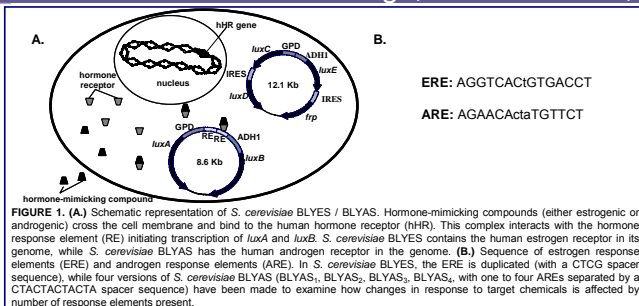 A.
B.
hHR gene
nucleus
hormone
receptor
luxC
GPD
ADH1
luxE
IRES
12.1 Kb
luxD
IRES
frp
GPD
RE RE
ADH1
luxA
luxB
8.6 Kb
hormone-mimicking compound
ERE: AGGTCACtGTGACCT
ARE: AGAACActaTGTTCT
FIGURE 1. (A.) Schematic representation of S. cerevisiae BLYES / BLYAS. Hormone-mimicking compounds (either estrogenic or
androgenic) cross the cell membrane and bind to the human hormone receptor (hHR). This complex interacts with the hormone
response element (RE) initiating transcription of luxA and luxB. S. cerevisiae BLYES contains the human estrogen receptor in its
genome, while S. cerevisiae BLYAS has the human androgen receptor in the genome. (B.) Sequence of estrogen response
elements (ERE) and androgen response elements (ARE). In S. cerevisiae BLYES, the ERE is duplicated (with a CTCG spacer
sequence), while four versions of S. cerevisiae BLYAS (BLYAS1, BLYAS2, BLYAS3, BLYAS4, with one to four AREs separated by a
CTACTACTACTA spacer sequence) have been made to examine how changes in response to target chemicals is affected by
number of response elements present.